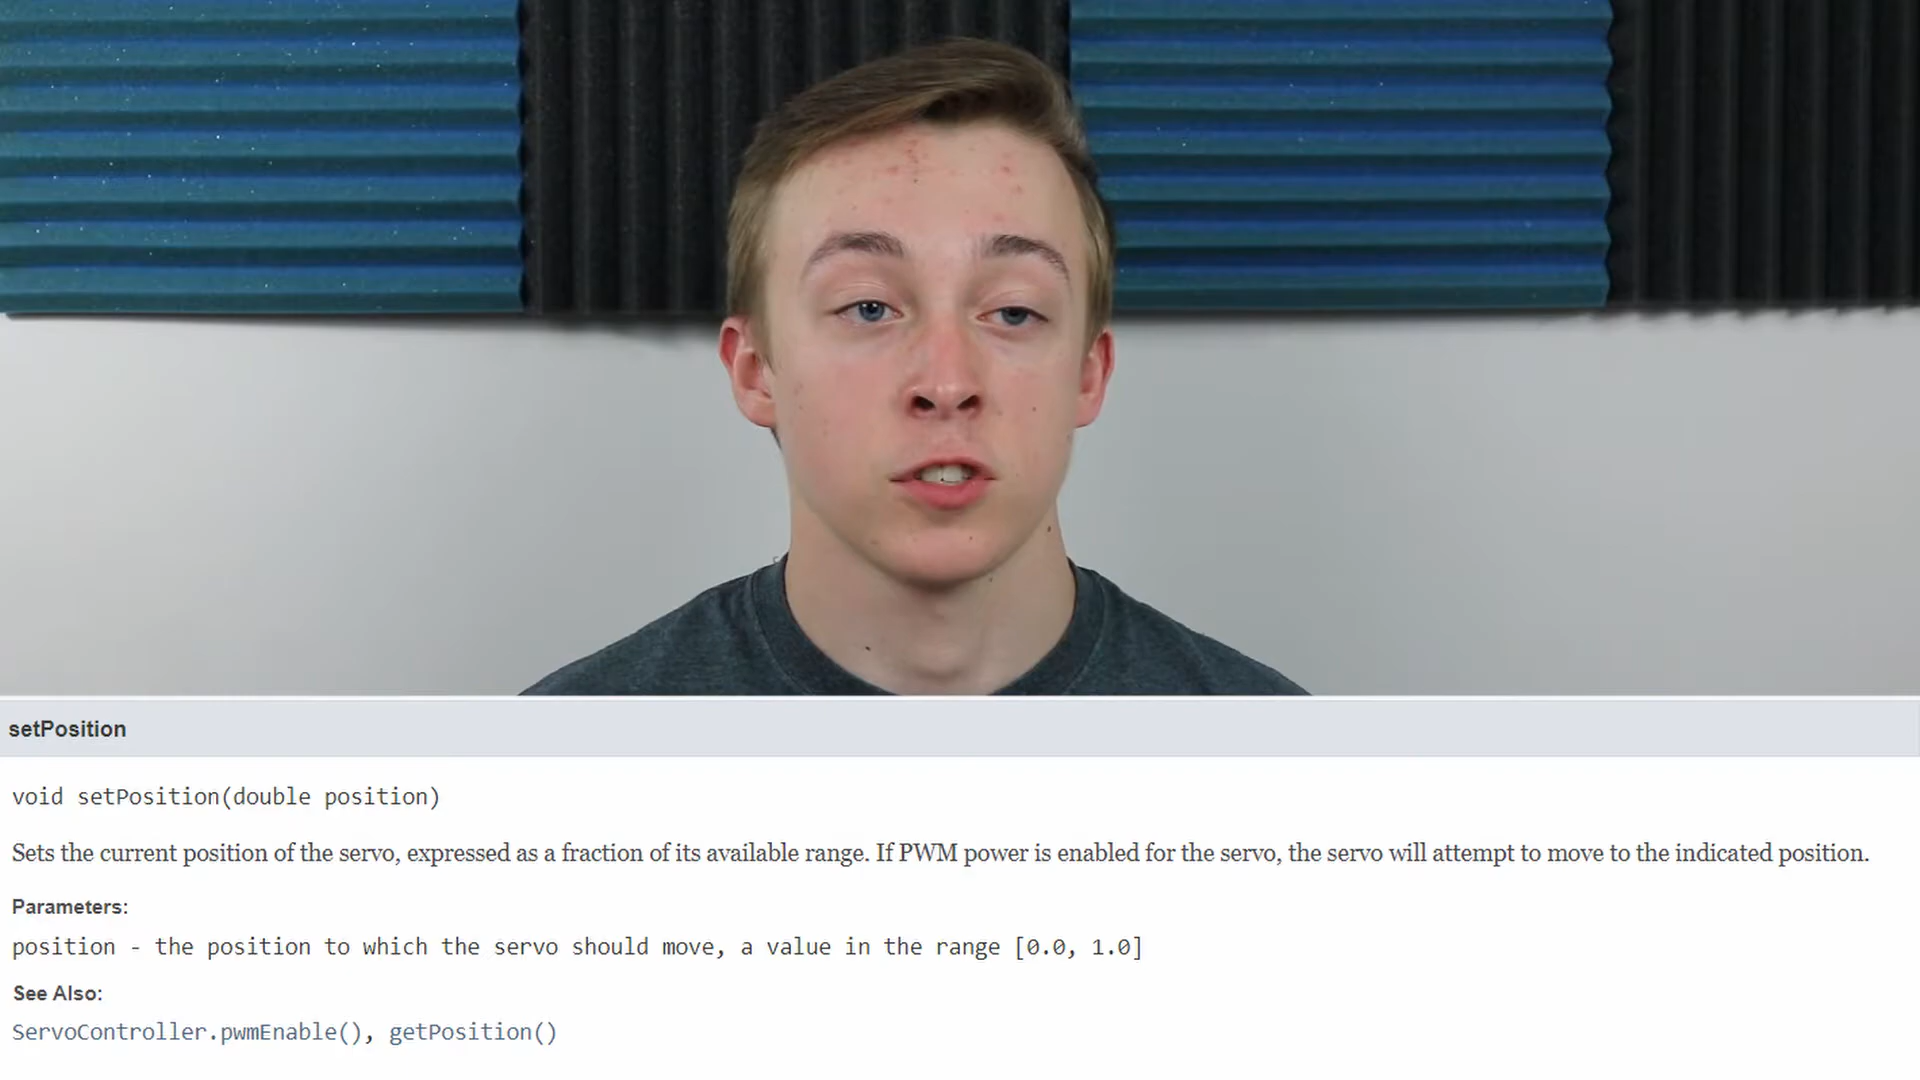 setPosition
void setPosition(double position)
Sets the current position of the servo, expressed as a fraction of its available range. If PWM power is enabled for the servo, the servo will attempt to move to the indicated position.
Parameters:
position - the position to which the servo should move, a value in the range [0.0, 1.0]
See Also:
ServoController.pwmEnable(), getPosition()